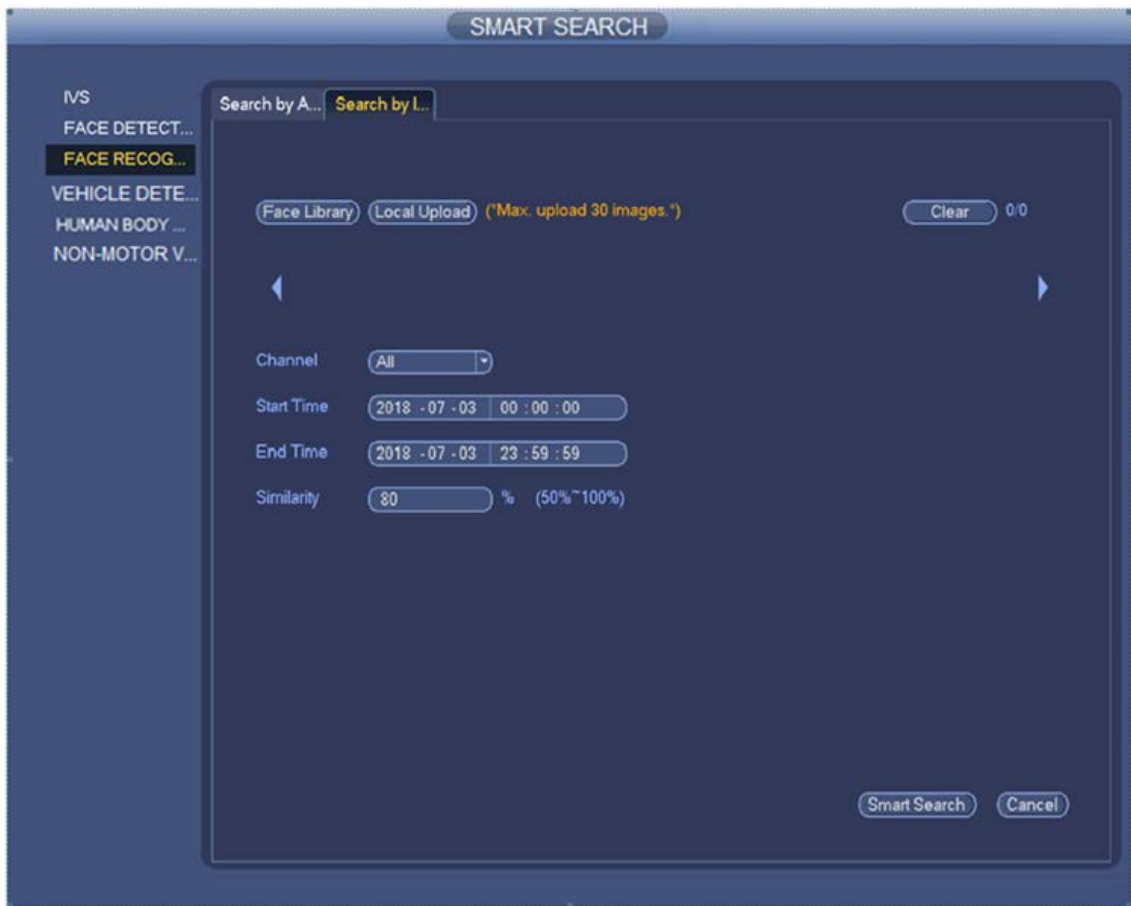 SMART SEARCH
IVS
FACE DETECT...
FACE RECOG...
VEHICLE DETE...
HUMAN BODY ...
NON-MOTOR V...
Search by A... Search by I...
Face Library Local Upload (*Max. upload 30 images.*) Clear 0/0
Channel All
Start Time 2018 - 07 - 03 00 : 00 : 00
End Time 2018 - 07 - 03 23 : 59 : 59
Similarity 80 % (50%~100%)
Smart Search Cancel